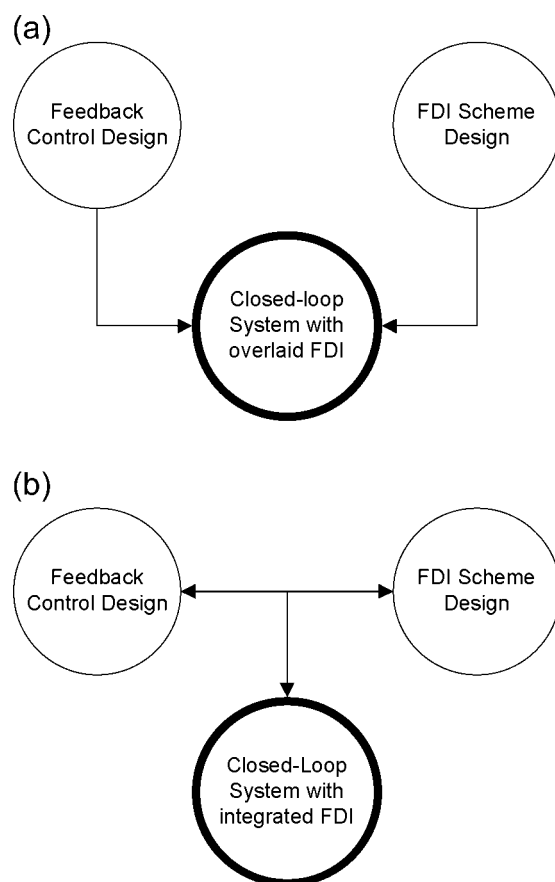 (a)
Feedback
Control Design
FDI Scheme
Design
Closed-loop
System with
overlaid FDI
(b)
Feedback
Control Design
FDI Scheme
Design
Closed-Loop
System with
integrated FDI